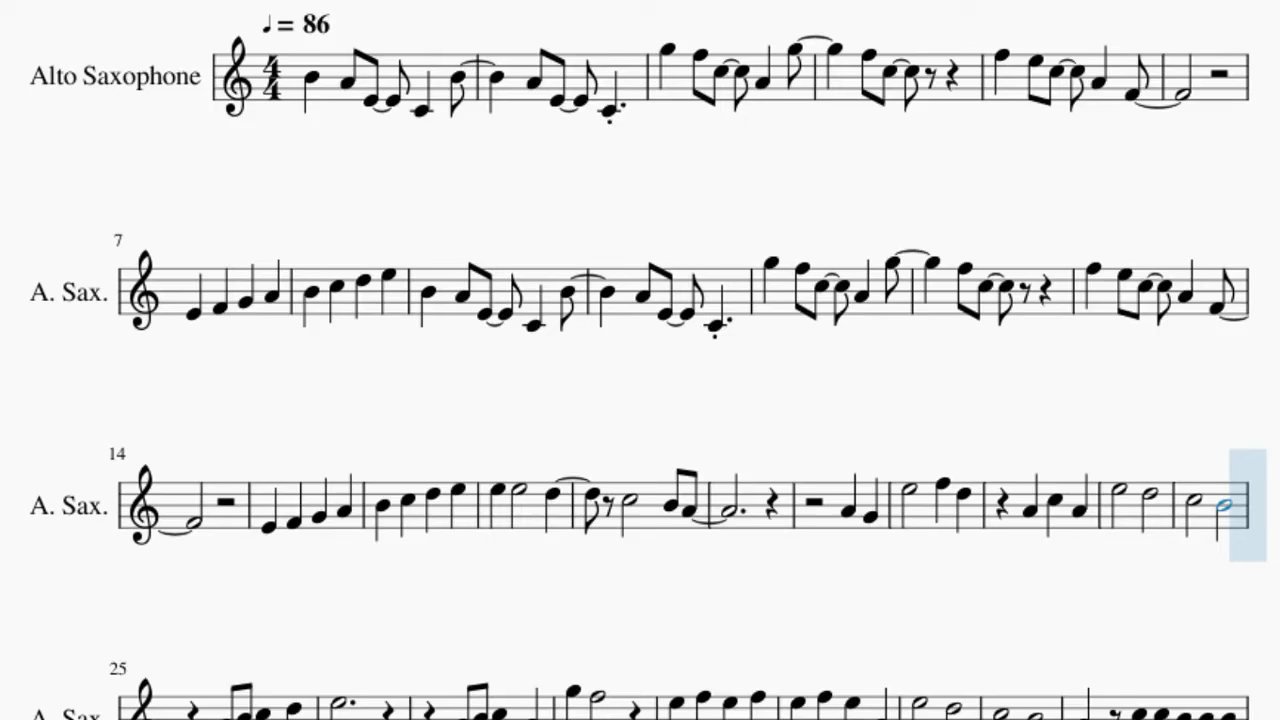 ♩ = 86
Alto Saxophone
4
4
7
A. Sax.
14
A. Sax.
25
A. Sax.